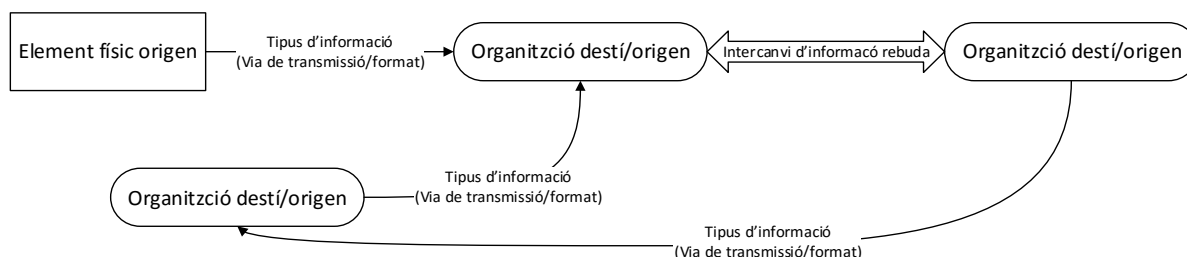 Element físic origen
Tipus d’informació
(Via de transmissió/format)
Organitzció destí/origen
Intercanvi d’informacó rebuda
Organitzció destí/origen
Organitzció destí/origen
Tipus d’informació
(Via de transmissió/format)
Tipus d’informació
(Via de transmissió/format)